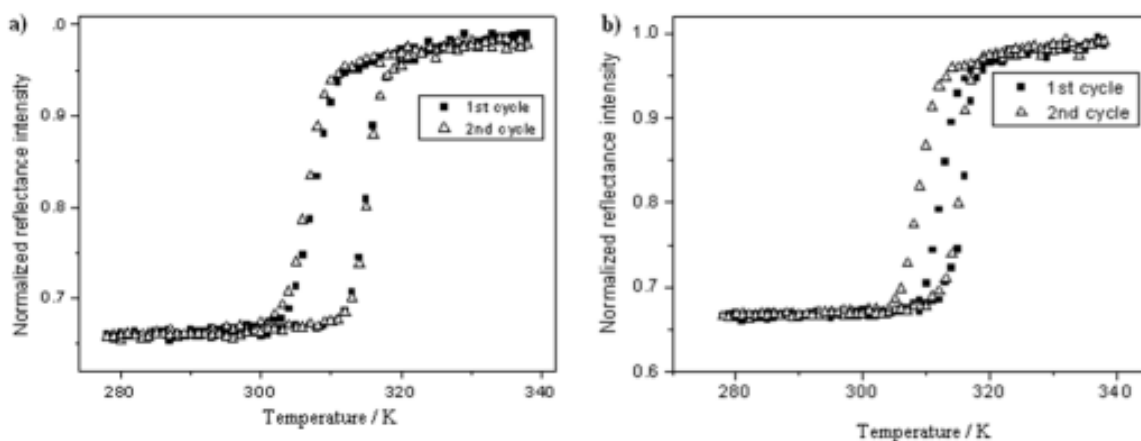 a)
.0
0.9
0.8
0.7
280
300
320
340
Normalized reflectance intensity
Temperature / K
1st cycle
2nd cycle
b)
1.0
0.9
0.8
0.7
0.6
280
300
320
340
Normalized reflectance intensity
Temperature / K
1st cycle
2nd cycle